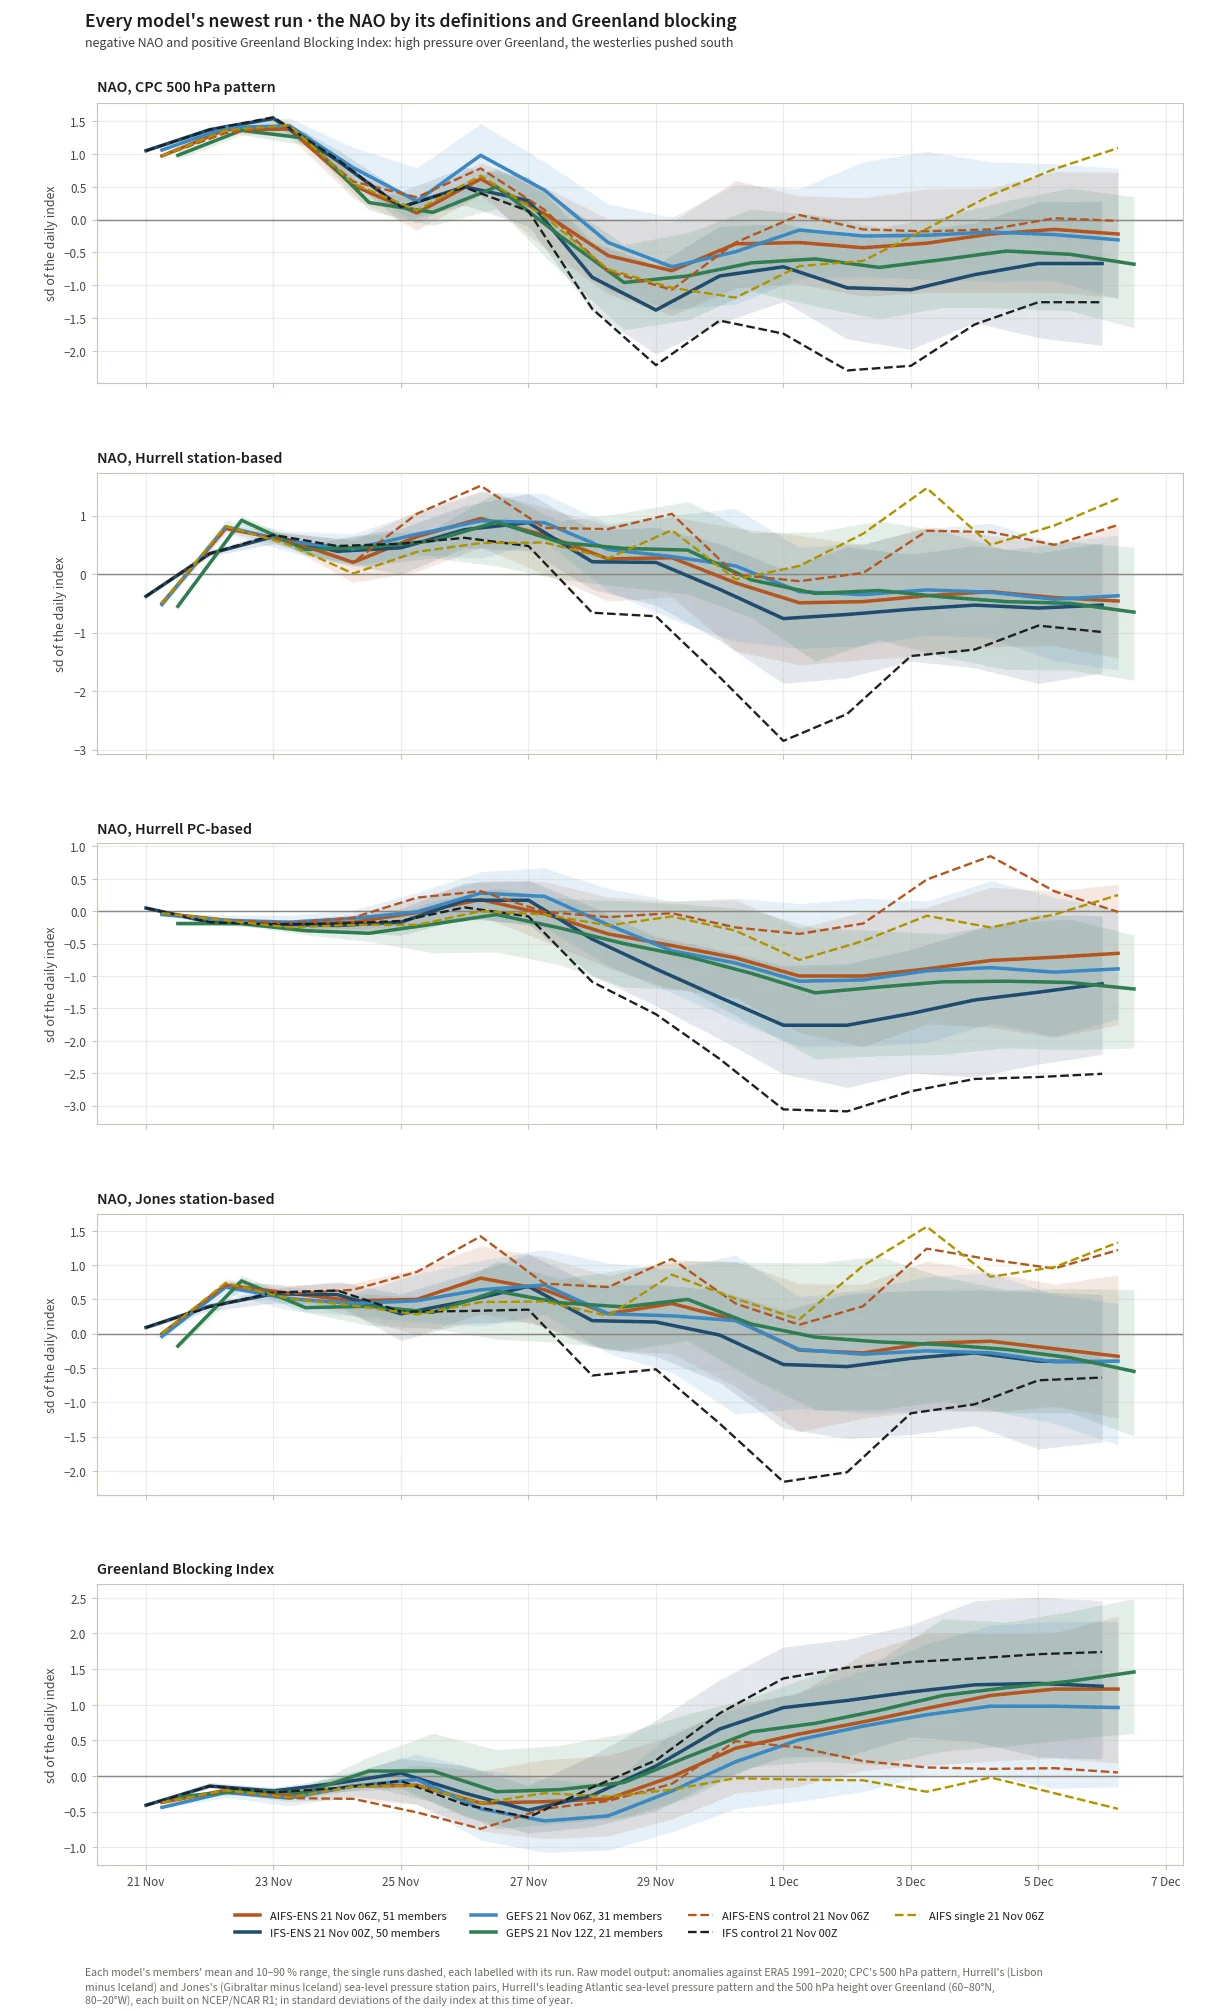 Every model's newest run · the NAO by its definitions and Greenland blocking
negative NAO and positive Greenland Blocking Index: high pressure over Greenland, the westerlies pushed south
NAO, CPC 500 hPa pattern
sd of the daily index
1.5
1.0
0.5
0.0
−0.5
−1.0
−1.5
−2.0
NAO, Hurrell station-based
sd of the daily index
1
0
−1
−2
−3
NAO, Hurrell PC-based
sd of the daily index
1.0
0.5
0.0
−0.5
−1.0
−1.5
−2.0
−2.5
−3.0
NAO, Jones station-based
sd of the daily index
1.5
1.0
0.5
0.0
−0.5
−1.0
−1.5
−2.0
Greenland Blocking Index
sd of the daily index
2.5
2.0
1.5
1.0
0.5
0.0
−0.5
−1.0
21 Nov 23 Nov 25 Nov 27 Nov 29 Nov 1 Dec 3 Dec 5 Dec 7 Dec
AIFS-ENS 21 Nov 06Z, 51 members GEFS 21 Nov 06Z, 31 members AIFS-ENS control 21 Nov 06Z AIFS single 21 Nov 06Z
IFS-ENS 21 Nov 00Z, 50 members GEPS 21 Nov 12Z, 21 members IFS control 21 Nov 00Z
Each model's members' mean and 10–90 % range, the single runs dashed, each labelled with its run. Raw model output: anomalies against ERA5 1991–2020; CPC's 500 hPa pattern, Hurrell's (Lisbon
minus Iceland) and Jones's (Gibraltar minus Iceland) sea-level pressure station pairs, Hurrell's leading Atlantic sea-level pressure pattern and the 500 hPa height over Greenland (60–80°N,
80–20°W), each built on NCEP/NCAR R1; in standard deviations of the daily index at this time of year.